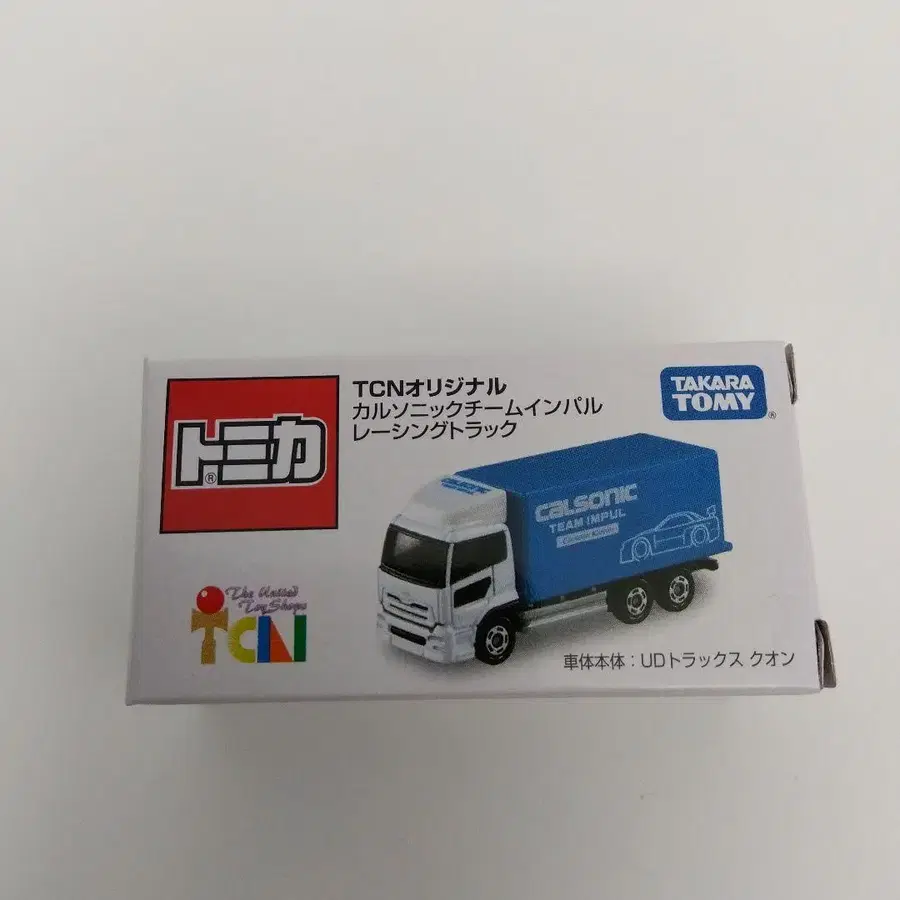 TCNオリジナル
カルソニックチームインパル
レーシングトラック
TAKARA
TOMY
®
トミカ
®
CALSONIC
CALSONIC
TEAM IMPUL
The United
Toy Shops
TCN
車体本体：UDトラックス クオン